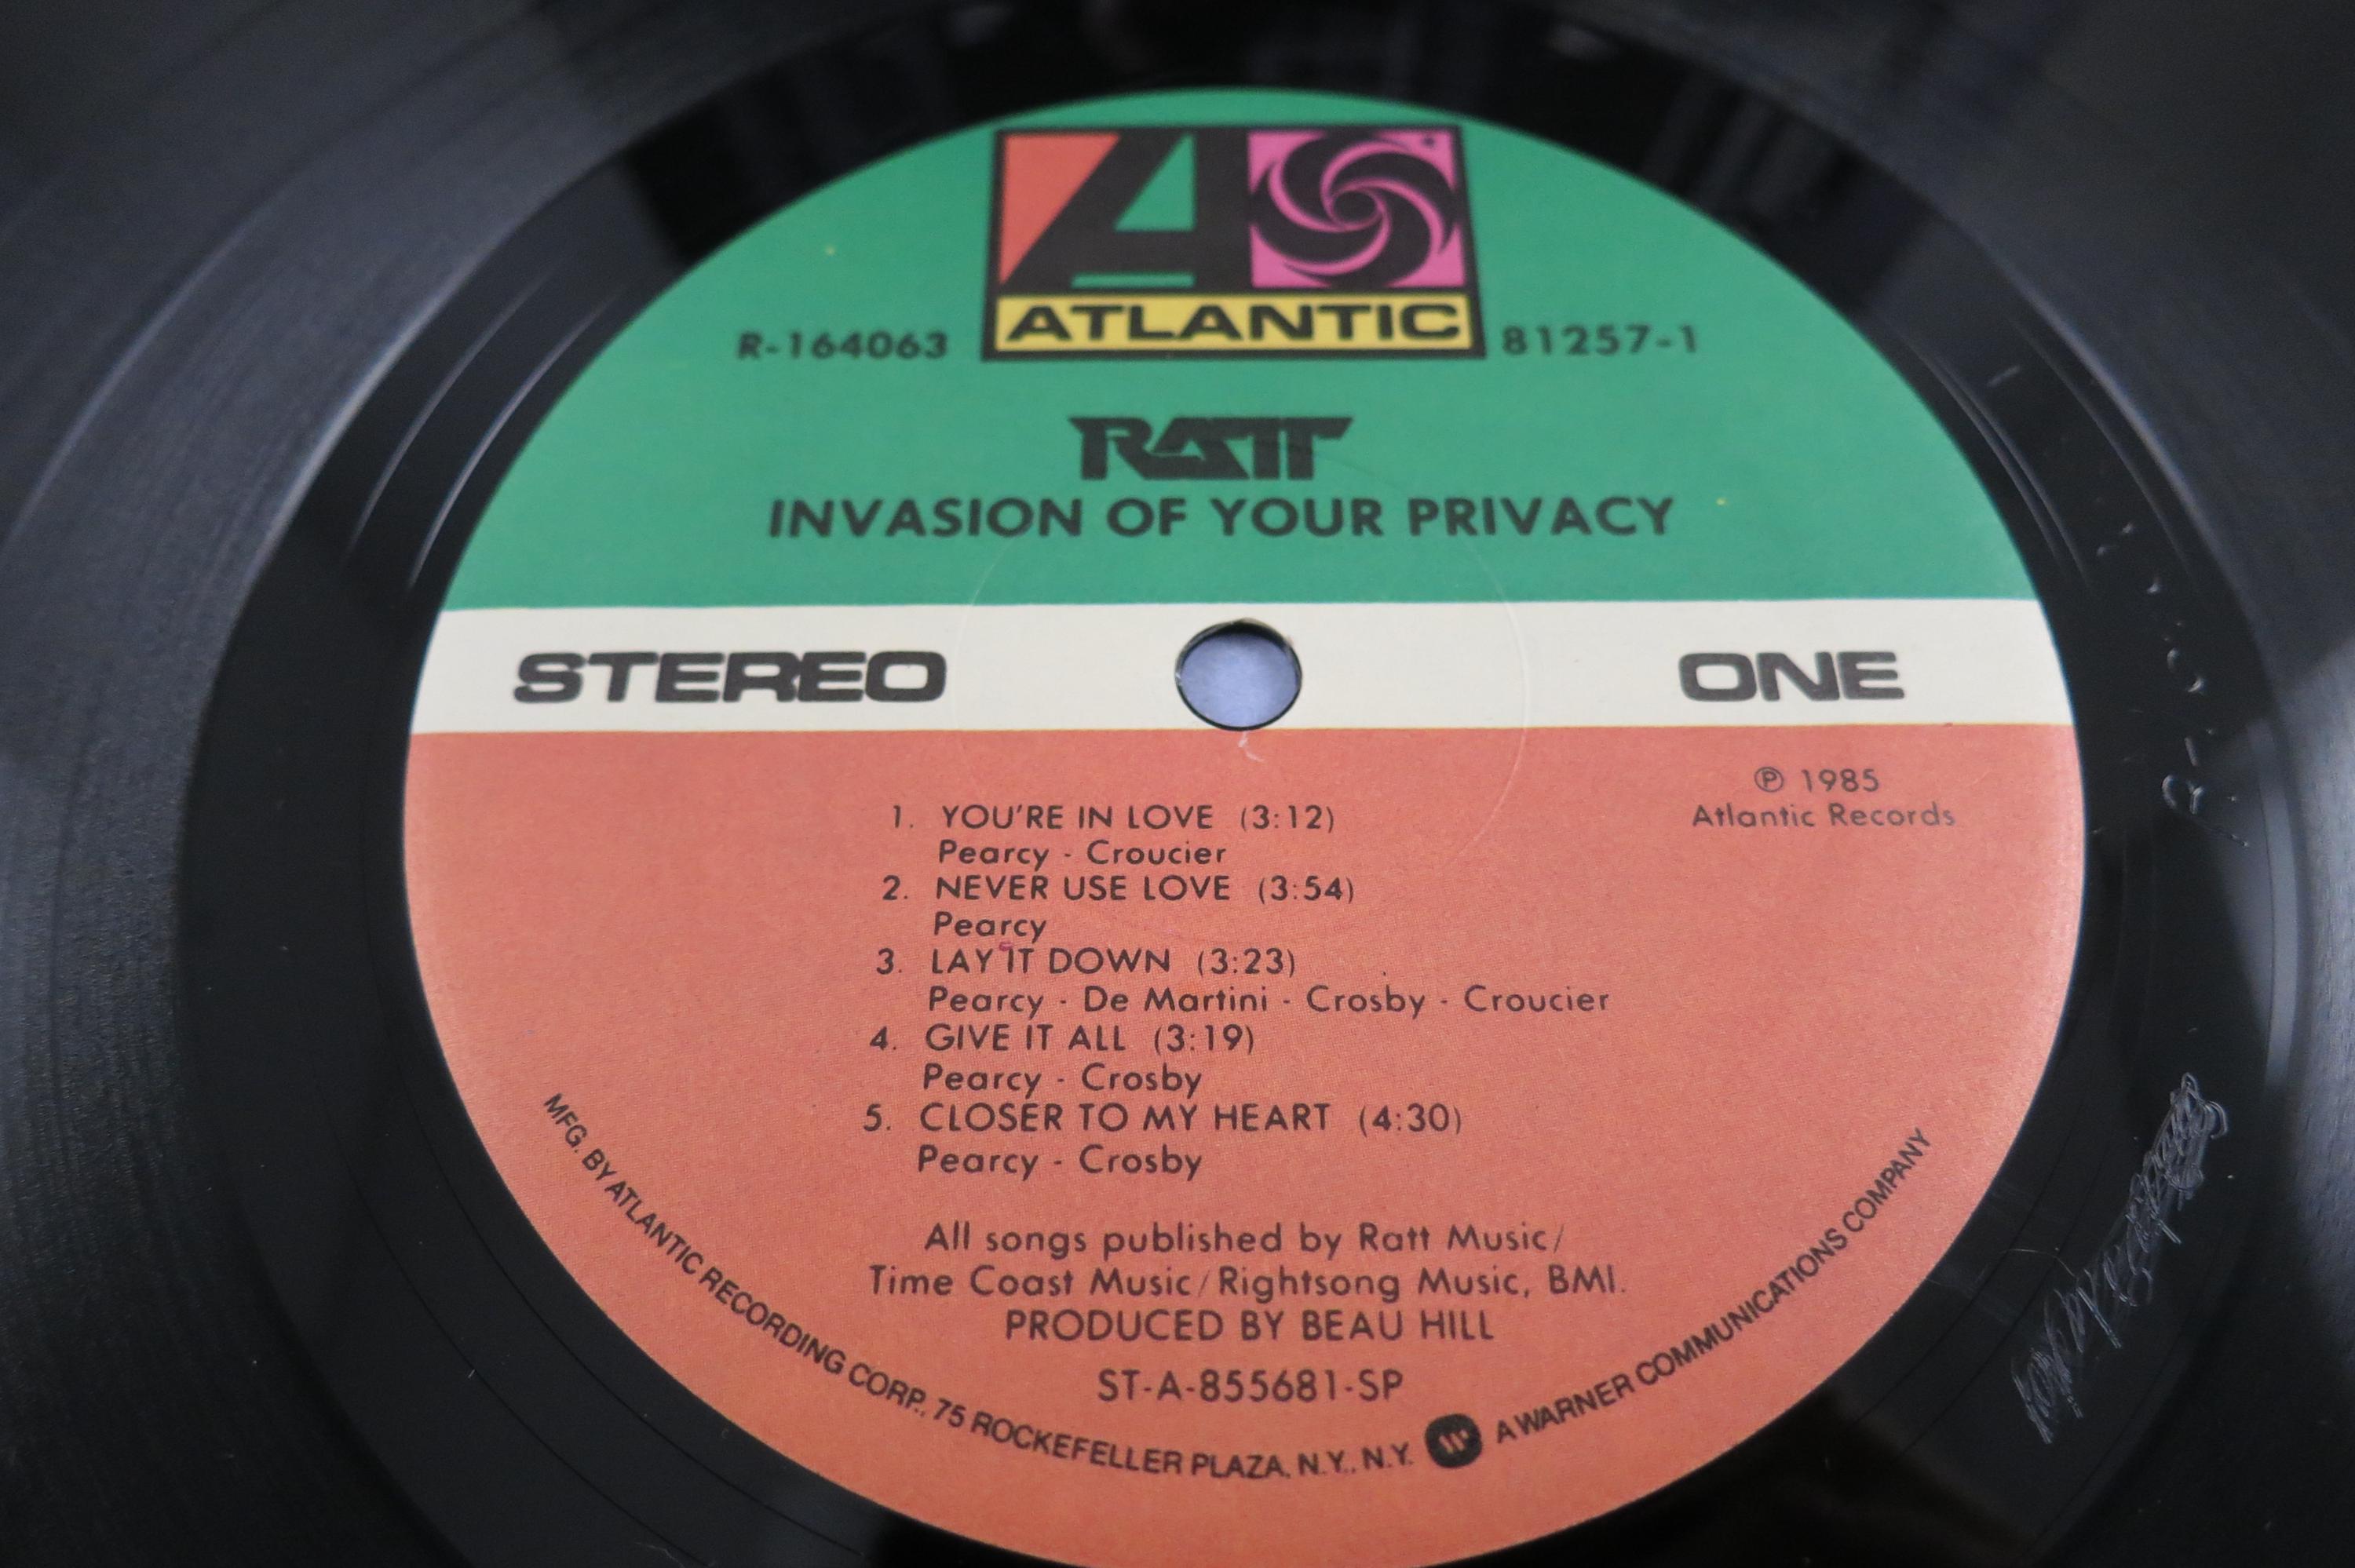 ATLANTIC
R-164063
81257-1
RATT
INVASION OF YOUR PRIVACY
STEREO
ONE
℗ 1985
Atlantic Records
1. YOU'RE IN LOVE (3:12)
Pearcy - Croucier
2. NEVER USE LOVE (3:54)
Pearcy
3. LAY IT DOWN (3:23)
Pearcy - De Martini - Crosby - Croucier
4. GIVE IT ALL (3:19)
Pearcy - Crosby
5. CLOSER TO MY HEART (4:30)
Pearcy - Crosby
All songs published by Ratt Music/
Time Coast Music/Rightsong Music, BMI.
PRODUCED BY BEAU HILL
ST-A-855681-SP
MFG. BY ATLANTIC RECORDING CORP., 75 ROCKEFELLER PLAZA, N.Y., N.Y. A WARNER COMMUNICATIONS COMPANY